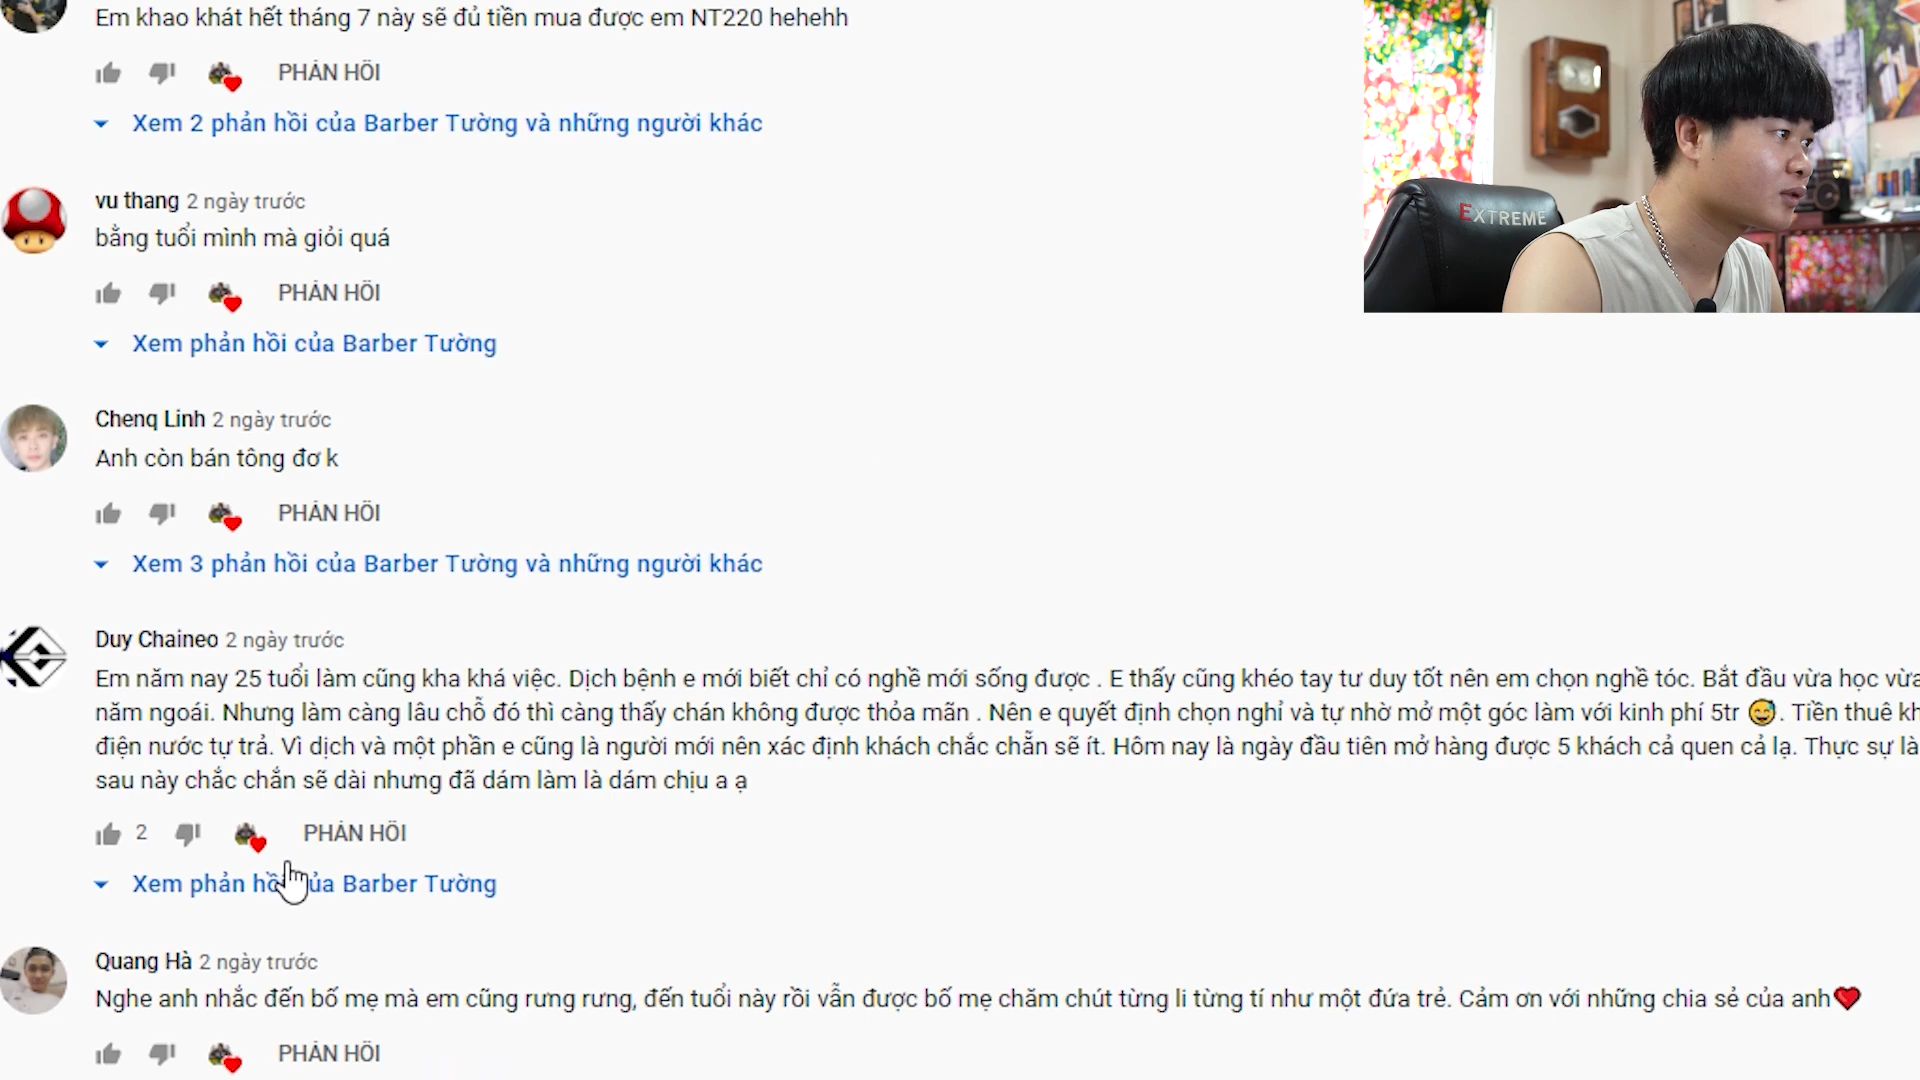 Em khao khát hết tháng 7 này sẽ đủ tiền mua được em NT220 hehehh
PHẢN HỒI
Xem 2 phản hồi của Barber Tường và những người khác
EXTREME
vu thang 2 ngày trước
bằng tuổi mình mà giỏi quá
PHẢN HỒI
Xem phản hồi của Barber Tường
Chenq Linh 2 ngày trước
Anh còn bán tông đơ k
PHẢN HỒI
Xem 3 phản hồi của Barber Tường và những người khác
Duy Chaineo 2 ngày trước
Em năm nay 25 tuổi làm cũng kha khá việc. Dịch bệnh e mới biết chỉ có nghề mới sống được . E thấy cũng khéo tay tư duy tốt nên em chọn nghề tóc. Bắt đầu vừa học vừa
năm ngoái. Nhưng làm càng lâu chỗ đó thì càng thấy chán không được thỏa mãn . Nên e quyết định chọn nghỉ và tự nhờ mở một góc làm với kinh phí 5tr 😅. Tiền thuê
điện nước tự trả. Vì dịch và một phần e cũng là người mới nên xác định khách chắc chẵn sẽ ít. Hôm nay là ngày đầu tiên mở hàng được 5 khách cả quen cả lạ. Thực sự là
sau này chắc chắn sẽ dài nhưng đã dám làm là dám chịu a ạ
2 PHẢN HỒI
Xem phản hồi của Barber Tường
Quang Hà 2 ngày trước
Nghe anh nhắc đến bố mẹ mà em cũng rưng rưng, đến tuổi này rồi vẫn được bố mẹ chăm chút từng li từng tí như một đứa trẻ. Cảm ơn với những chia sẻ của anh❤️
PHẢN HỒI